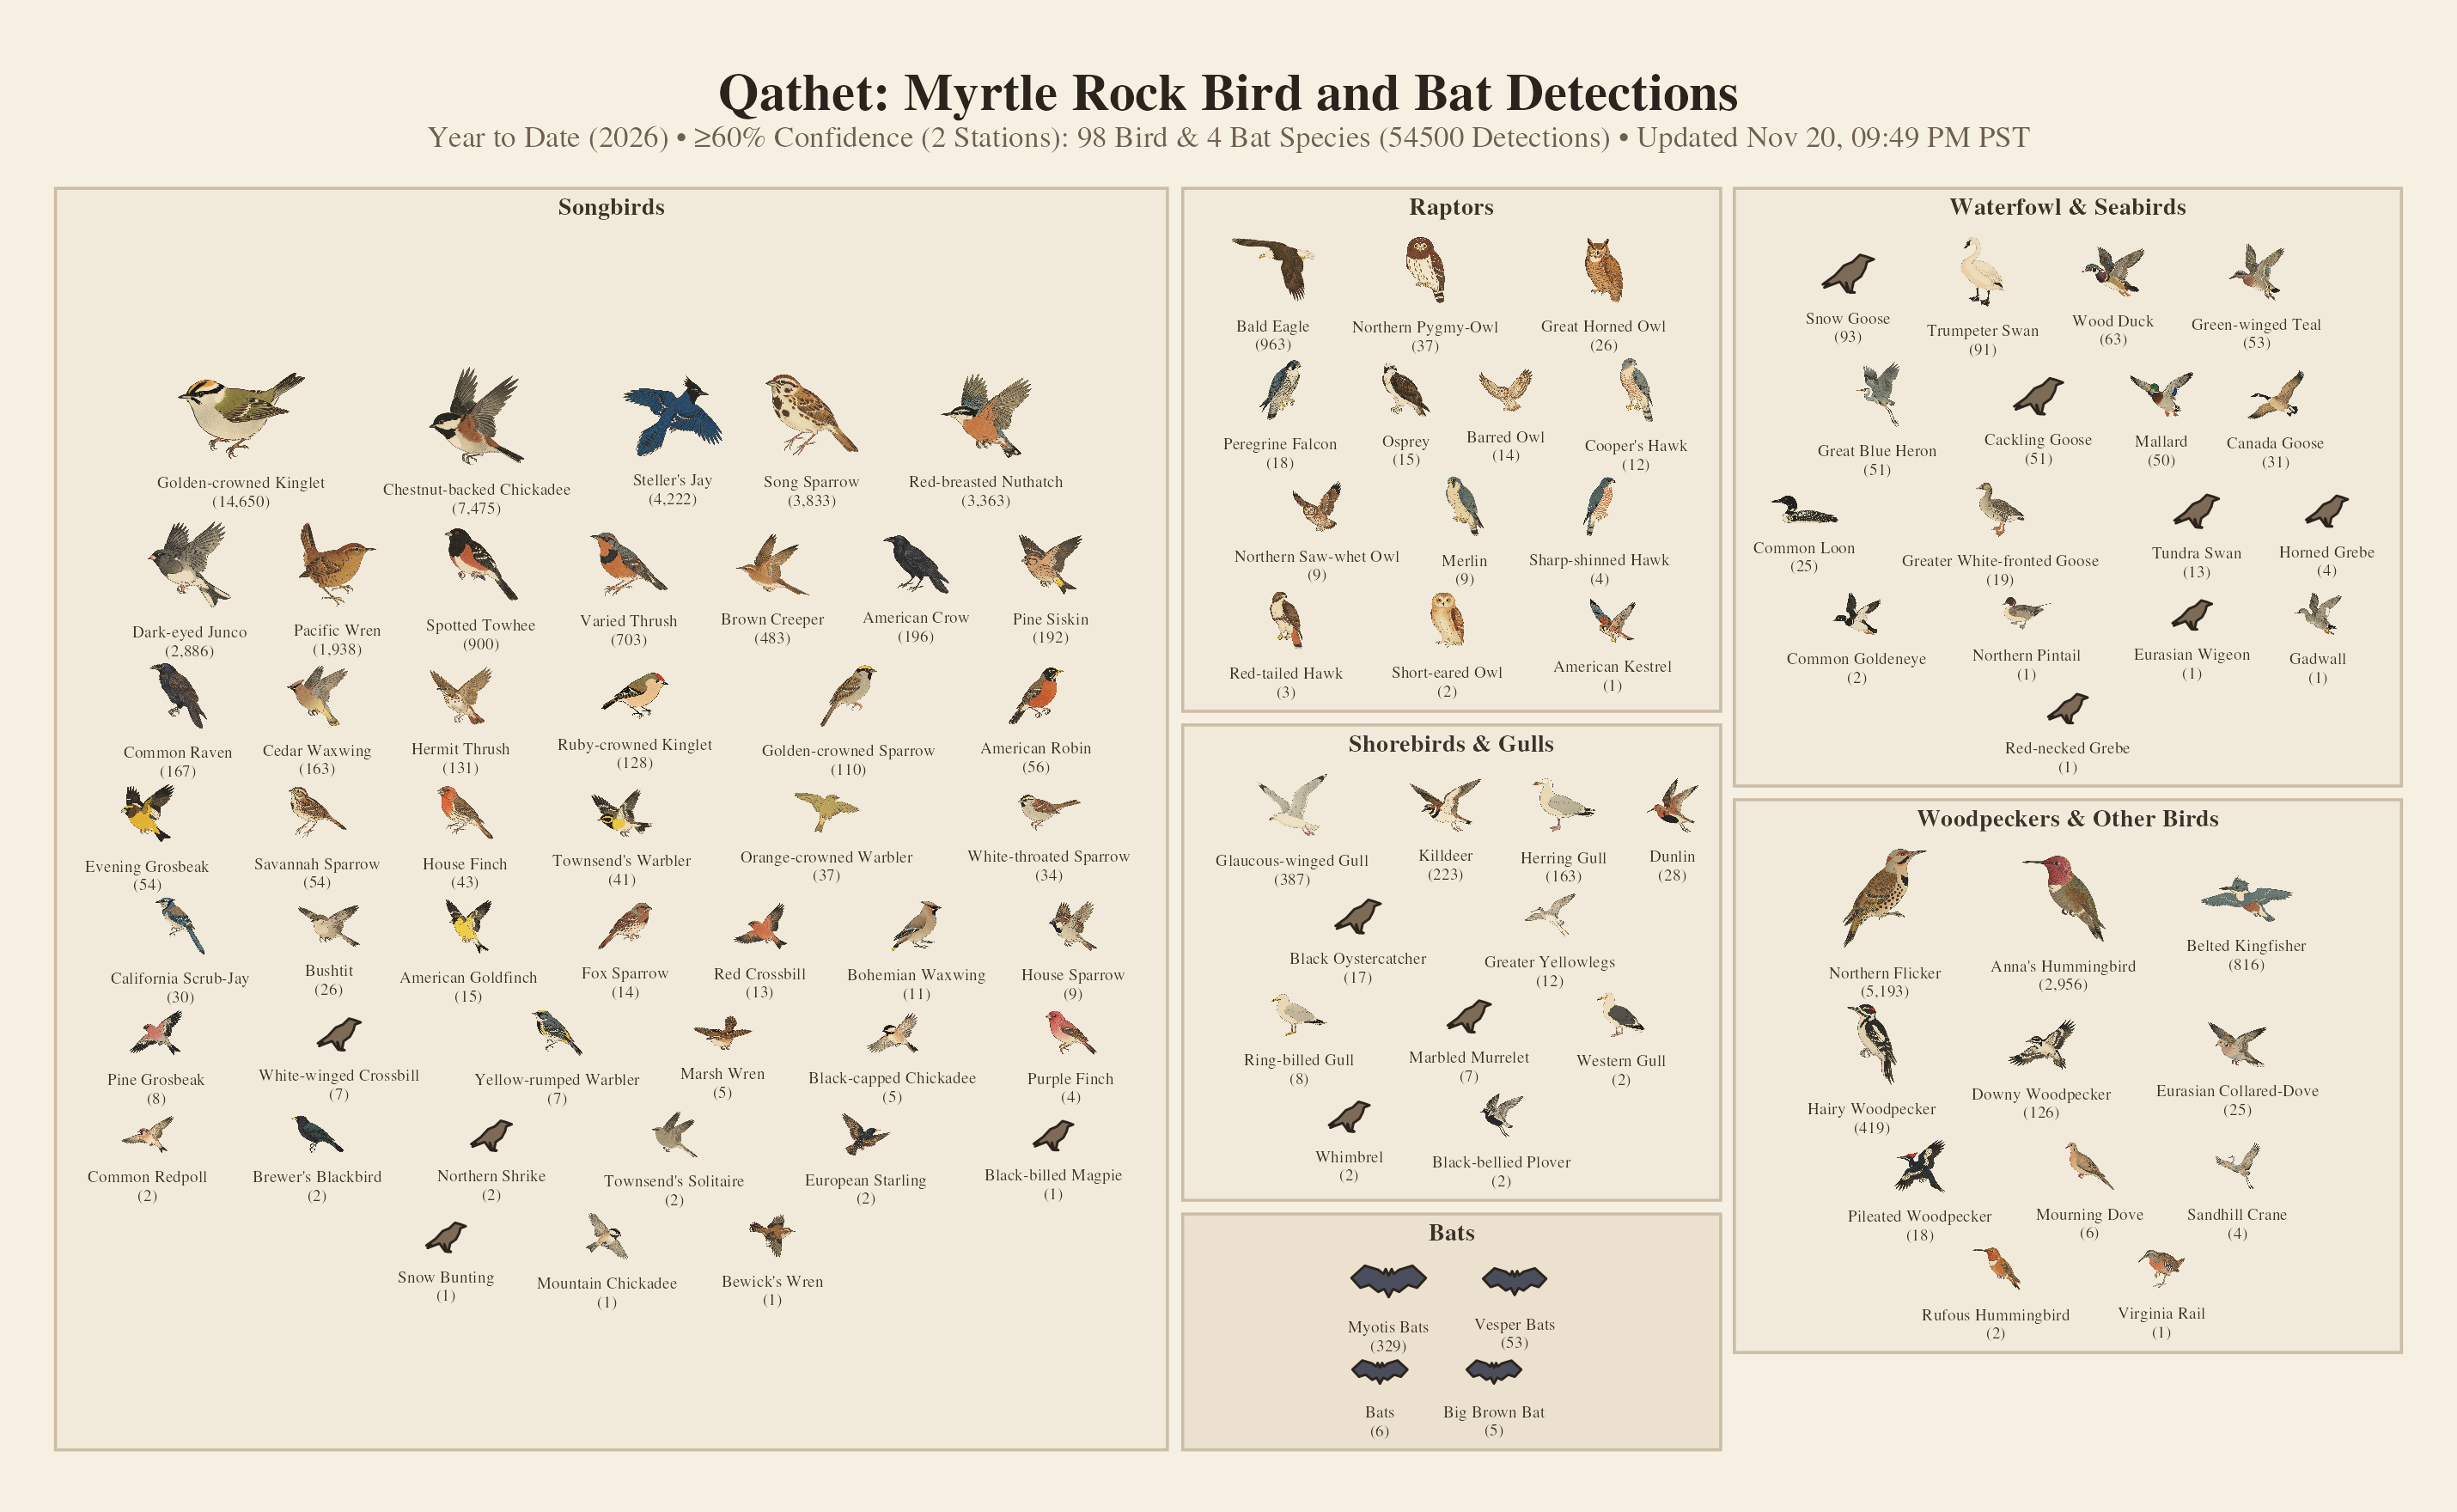 Qathet: Myrtle Rock Bird and Bat Detections
Year to Date (2026) • ≥60% Confidence (2 Stations): 98 Bird & 4 Bat Species (54500 Detections) • Updated Nov 20, 09:49 PM PST
Songbirds
Golden-crowned Kinglet
(14,650)
Chestnut-backed Chickadee
(7,475)
Steller's Jay
(4,222)
Song Sparrow
(3,833)
Red-breasted Nuthatch
(3,363)
Dark-eyed Junco
(2,886)
Pacific Wren
(1,938)
Spotted Towhee
(900)
Varied Thrush
(703)
Brown Creeper
(483)
American Crow
(196)
Pine Siskin
(192)
Common Raven
(167)
Cedar Waxwing
(163)
Hermit Thrush
(131)
Ruby-crowned Kinglet
(128)
Golden-crowned Sparrow
(110)
American Robin
(56)
Evening Grosbeak
(54)
Savannah Sparrow
(54)
House Finch
(43)
Townsend's Warbler
(41)
Orange-crowned Warbler
(37)
White-throated Sparrow
(34)
California Scrub-Jay
(30)
Bushtit
(26)
American Goldfinch
(15)
Fox Sparrow
(14)
Red Crossbill
(13)
Bohemian Waxwing
(11)
House Sparrow
(9)
Pine Grosbeak
(8)
White-winged Crossbill
(7)
Yellow-rumped Warbler
(7)
Marsh Wren
(5)
Black-capped Chickadee
(5)
Purple Finch
(4)
Common Redpoll
(2)
Brewer's Blackbird
(2)
Northern Shrike
(2)
Townsend's Solitaire
(2)
European Starling
(2)
Black-billed Magpie
(1)
Snow Bunting
(1)
Mountain Chickadee
(1)
Bewick's Wren
(1)
Raptors
Bald Eagle
(963)
Northern Pygmy-Owl
(37)
Great Horned Owl
(26)
Peregrine Falcon
(18)
Osprey
(15)
Barred Owl
(14)
Cooper's Hawk
(12)
Northern Saw-whet Owl
(9)
Merlin
(9)
Sharp-shinned Hawk
(4)
Red-tailed Hawk
(3)
Short-eared Owl
(2)
American Kestrel
(1)
Shorebirds & Gulls
Glaucous-winged Gull
(387)
Killdeer
(223)
Herring Gull
(163)
Dunlin
(28)
Black Oystercatcher
(17)
Greater Yellowlegs
(12)
Ring-billed Gull
(8)
Marbled Murrelet
(7)
Western Gull
(2)
Whimbrel
(2)
Black-bellied Plover
(2)
Bats
Myotis Bats
(329)
Vesper Bats
(53)
Bats
(6)
Big Brown Bat
(5)
Waterfowl & Seabirds
Snow Goose
(93)
Trumpeter Swan
(91)
Wood Duck
(63)
Green-winged Teal
(53)
Great Blue Heron
(51)
Cackling Goose
(51)
Mallard
(50)
Canada Goose
(31)
Common Loon
(25)
Greater White-fronted Goose
(19)
Tundra Swan
(13)
Horned Grebe
(4)
Common Goldeneye
(2)
Northern Pintail
(1)
Eurasian Wigeon
(1)
Gadwall
(1)
Red-necked Grebe
(1)
Woodpeckers & Other Birds
Northern Flicker
(5,193)
Anna's Hummingbird
(2,956)
Belted Kingfisher
(816)
Hairy Woodpecker
(419)
Downy Woodpecker
(126)
Eurasian Collared-Dove
(25)
Pileated Woodpecker
(18)
Mourning Dove
(6)
Sandhill Crane
(4)
Rufous Hummingbird
(2)
Virginia Rail
(1)